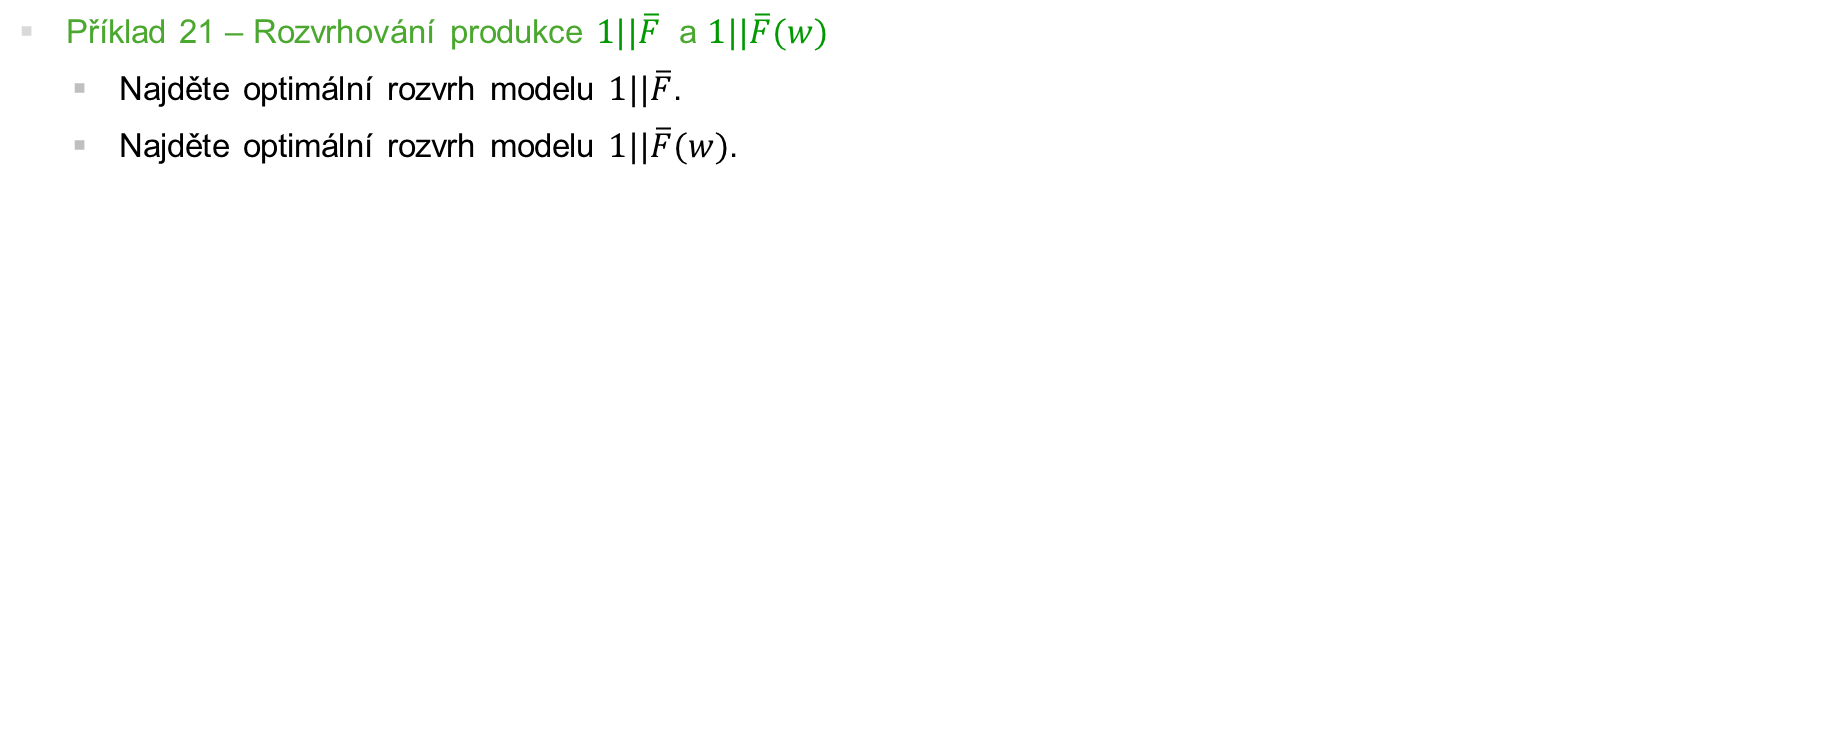 Příklad 21 – Rozvrhování produkce 1||F̅ a 1||F̅(w)
Najděte optimální rozvrh modelu 1||F̅.
Najděte optimální rozvrh modelu 1||F̅(w).